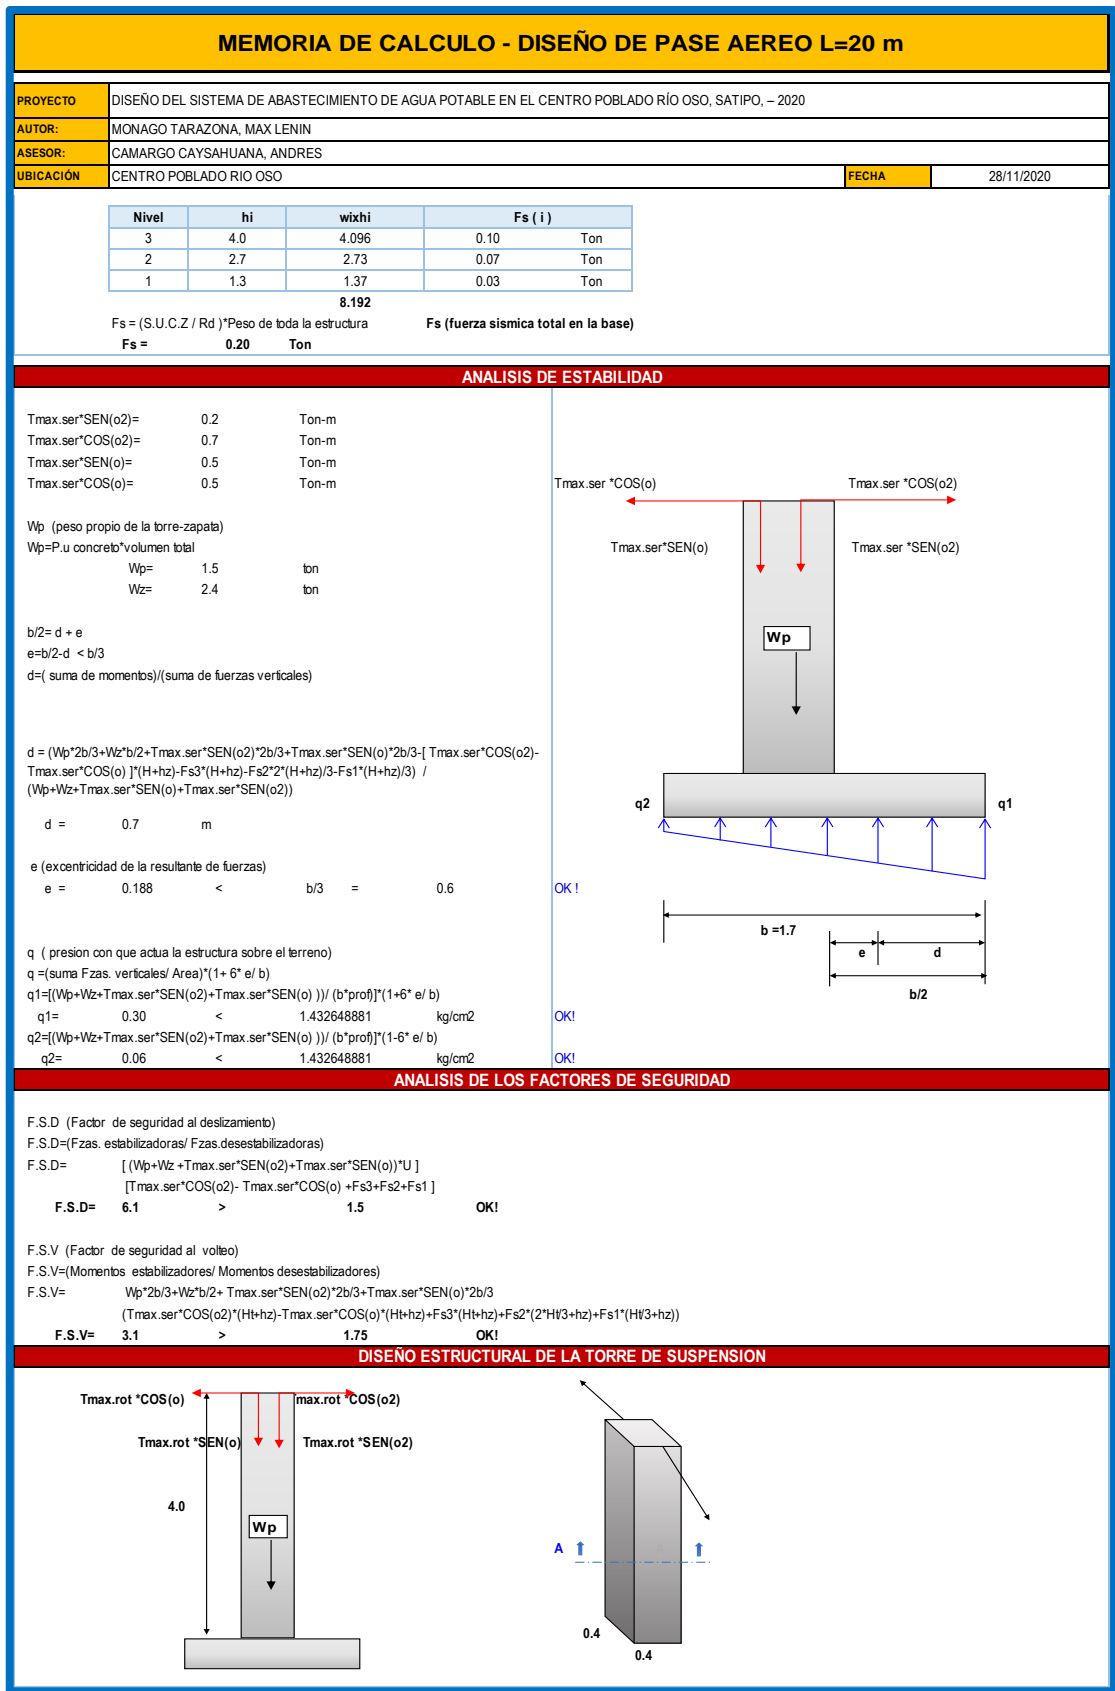 MEMORIA DE CALCULO - DISEÑO DE PASE AEREO L=20 m
PROYECTO DISEÑO DEL SISTEMA DE ABASTECIMIENTO DE AGUA POTABLE EN EL CENTRO POBLADO RÍO OSO, SATIPO, – 2020
AUTOR: MONAGO TARAZONA, MAX LENIN
ASESOR: CAMARGO CAYSAHUANA, ANDRES
UBICACIÓN CENTRO POBLADO RIO OSO FECHA 28/11/2020
Nivel hi wixhi Fs ( i )
3 4.0 4.096 0.10 Ton
2 2.7 2.73 0.07 Ton
1 1.3 1.37 0.03 Ton
8.192
Fs = (S.U.C.Z / Rd )*Peso de toda la estructura Fs (fuerza sismica total en la base)
Fs = 0.20 Ton
ANALISIS DE ESTABILIDAD
Tmax.ser*SEN(o2)= 0.2 Ton-m
Tmax.ser*COS(o2)= 0.7 Ton-m
Tmax.ser*SEN(o)= 0.5 Ton-m
Tmax.ser*COS(o)= 0.5 Ton-m
Wp (peso propio de la torre-zapata)
Wp=P.u concreto*volumen total
Wp= 1.5 ton
Wz= 2.4 ton
b/2= d + e
e=b/2-d < b/3
d=( suma de momentos)/(suma de fuerzas verticales)
d = (Wp*2b/3+Wz*b/2+Tmax.ser*SEN(o2)*2b/3+Tmax.ser*SEN(o)*2b/3-[ Tmax.ser*COS(o2)-
Tmax.ser*COS(o) ]*(H+hz)-Fs3*(H+hz)-Fs2*2*(H+hz)/3-Fs1*(H+hz)/3) /
(Wp+Wz+Tmax.ser*SEN(o)+Tmax.ser*SEN(o2))
d = 0.7 m
e (excentricidad de la resultante de fuerzas)
e = 0.188 < b/3 = 0.6 OK !
q ( presion con que actua la estructura sobre el terreno)
q =(suma Fzas. verticales/ Area)*(1+ 6* e/ b)
q1=[(Wp+Wz+Tmax.ser*SEN(o2)+Tmax.ser*SEN(o) ))/ (b*prof)]*(1+6* e/ b)
q1= 0.30 < 1.432648881 kg/cm2 OK!
q2=[(Wp+Wz+Tmax.ser*SEN(o2)+Tmax.ser*SEN(o) ))/ (b*prof)]*(1-6* e/ b)
q2= 0.06 < 1.432648881 kg/cm2 OK!
Tmax.ser *COS(o) Tmax.ser *COS(o2)
Tmax.ser*SEN(o) Tmax.ser *SEN(o2)
Wp
q2 q1
b =1.7
e d
b/2
ANALISIS DE LOS FACTORES DE SEGURIDAD
F.S.D (Factor de seguridad al deslizamiento)
F.S.D=(Fzas. estabilizadoras/ Fzas.desestabilizadoras)
F.S.D= [ (Wp+Wz +Tmax.ser*SEN(o2)+Tmax.ser*SEN(o))*U ]
[Tmax.ser*COS(o2)- Tmax.ser*COS(o) +Fs3+Fs2+Fs1 ]
F.S.D= 6.1 > 1.5 OK!
F.S.V (Factor de seguridad al volteo)
F.S.V=(Momentos estabilizadores/ Momentos desestabilizadores)
F.S.V= Wp*2b/3+Wz*b/2+ Tmax.ser*SEN(o2)*2b/3+Tmax.ser*SEN(o)*2b/3
(Tmax.ser*COS(o2)*(Ht+hz)-Tmax.ser*COS(o)*(Ht+hz)+Fs3*(Ht+hz)+Fs2*(2*Ht/3+hz)+Fs1*(Ht/3+hz))
F.S.V= 3.1 > 1.75 OK!
DISEÑO ESTRUCTURAL DE LA TORRE DE SUSPENSION
Tmax.rot *COS(o) Tmax.rot *COS(o2)
Tmax.rot *SEN(o) Tmax.rot *SEN(o2)
4.0
Wp
A
0.4
0.4